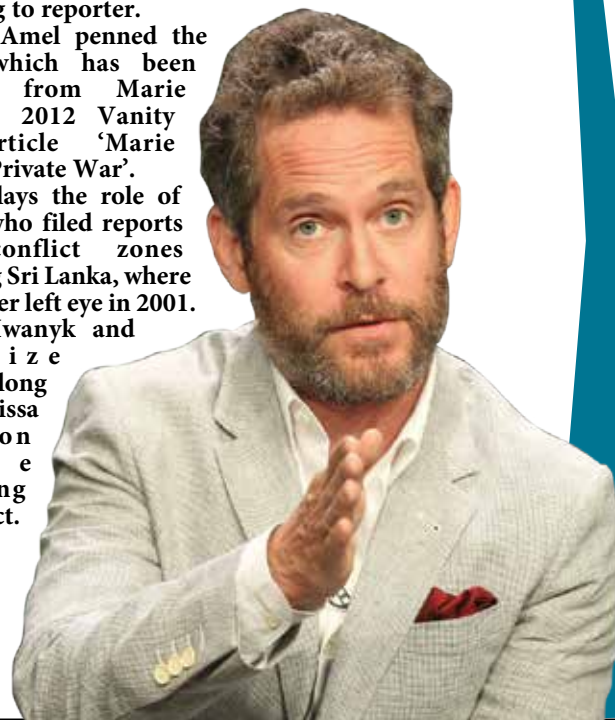 g to reporter.
Amel penned the
which has been
from Marie
2012 Vanity
rticle ‘Marie
Private War’.
lays the role of
who filed reports
onflict zones
g Sri Lanka, where
er left eye in 2001.
wanyk and
i z e
long
issa
on
e
ng
ct.